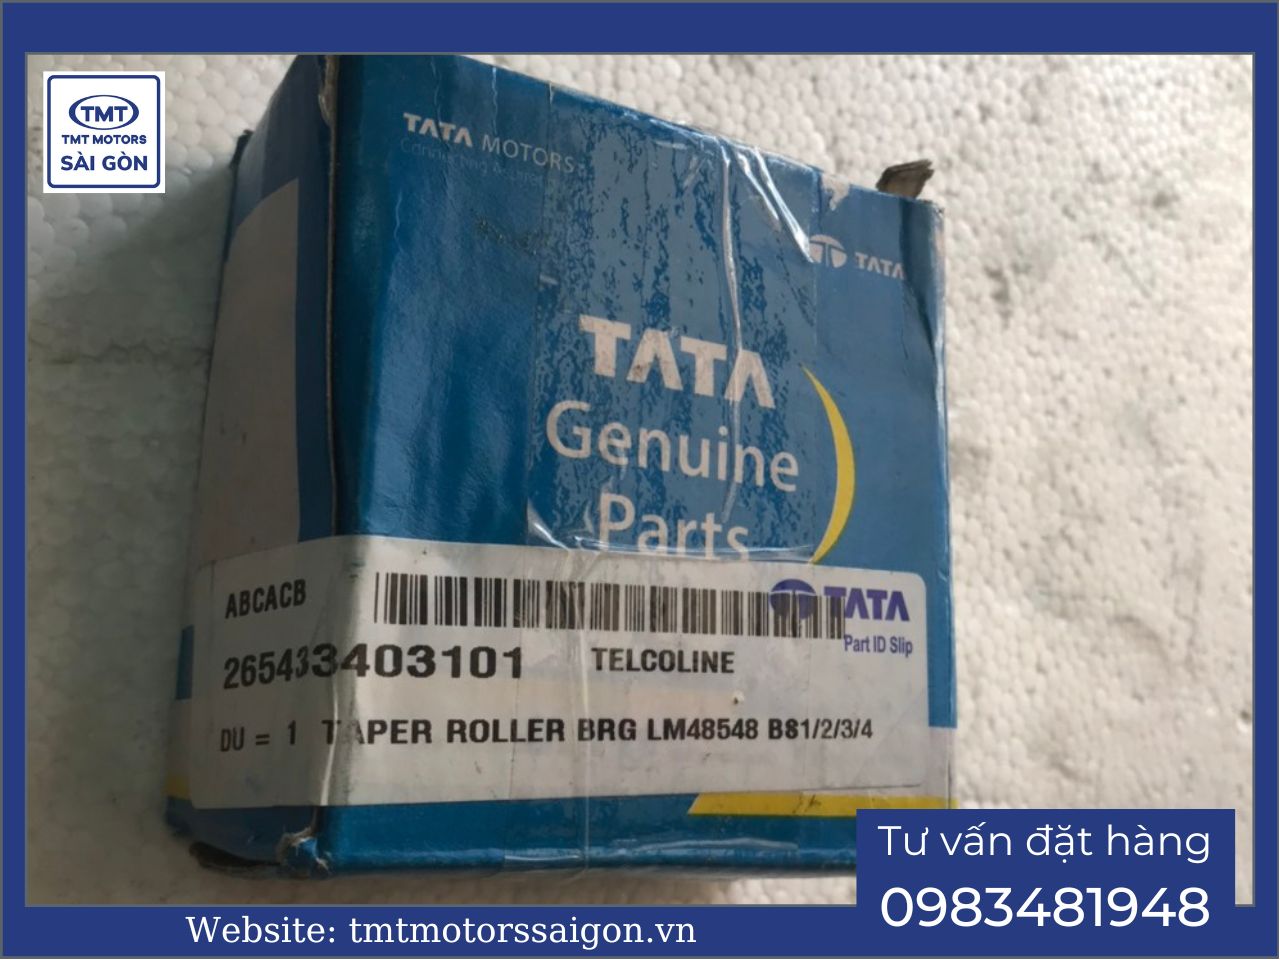 TMT
TMT MOTORS
SÀI GÒN
TATA MOTORS
TATA
TATA
Genuine
Parts
ABCACB
TATA
Part ID Slip
265433403101 TELCOLINE
DU = 1 TAPER ROLLER BRG LM48548 BS1/2/3/4
Tư vấn đặt hàng
0983481948
Website: tmtmotorssaigon.vn